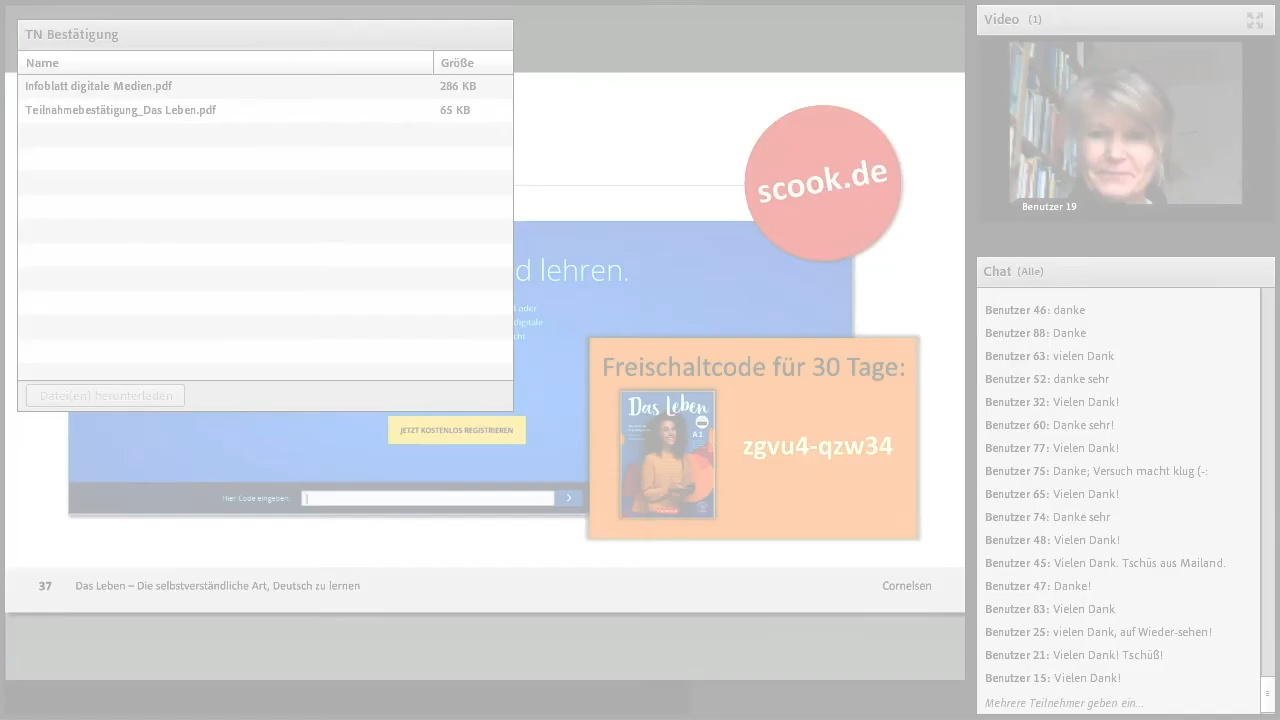 TN Bestätigung
Name Größe
Infoblatt digitale Medien.pdf 286 KB
Teilnahmebestätigung_Das Leben.pdf 65 KB
Datei(en) herunterladen
scook.de
d lehren.
l oder
digitale
cht
JETZT KOSTENLOS REGISTRIEREN
Hier Code eingeben:
Freischaltcode für 30 Tage:
Das Leben
A1
zgvu4-qzw34
37 Das Leben – Die selbstverständliche Art, Deutsch zu lernen Cornelsen
Video (1)
Benutzer 19
Chat (Alle)
Benutzer 46: danke
Benutzer 88: Danke
Benutzer 63: vielen Dank
Benutzer 52: danke sehr
Benutzer 32: Vielen Dank!
Benutzer 60: Danke sehr!
Benutzer 77: Vielen Dank!
Benutzer 75: Danke; Versuch macht klug (-:
Benutzer 65: Vielen Dank!
Benutzer 74: Danke sehr
Benutzer 48: Vielen Dank!
Benutzer 45: Vielen Dank. Tschüs aus Mailand.
Benutzer 47: Danke!
Benutzer 83: Vielen Dank
Benutzer 25: vielen Dank, auf Wieder-sehen!
Benutzer 21: Vielen Dank! Tschüß!
Benutzer 15: Vielen Dank!
Mehrere Teilnehmer geben ein...